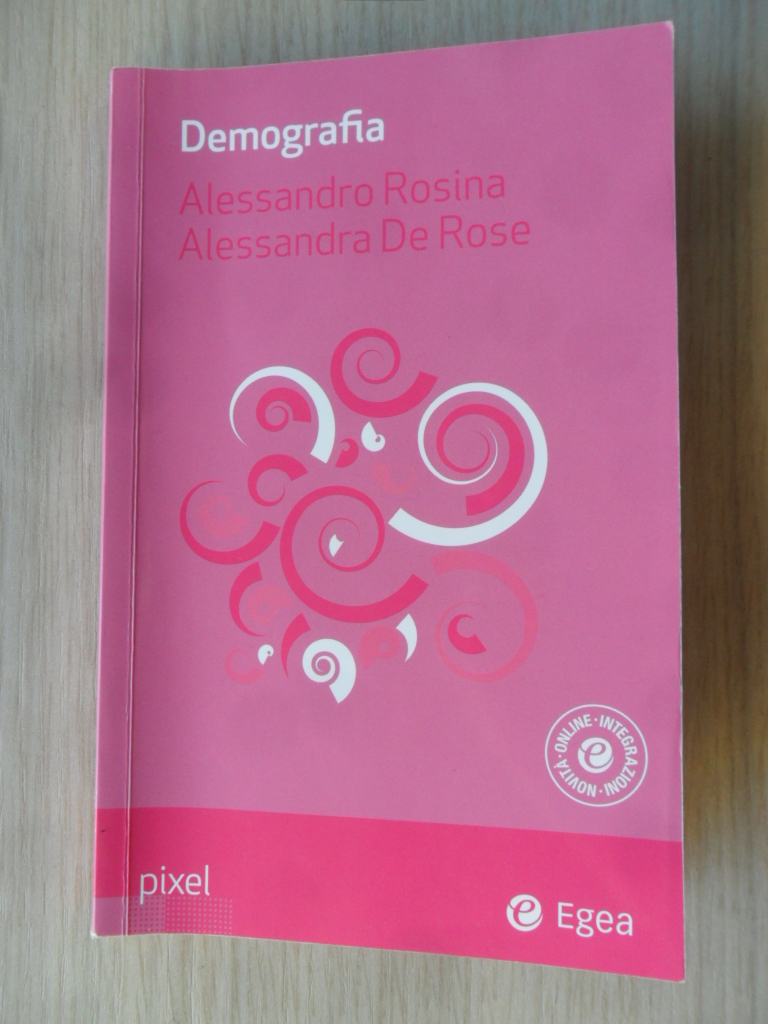 Demografia
Alessandro Rosina
Alessandra De Rose
NOVITÀ · ONLINE · INTEGRAZIONI ·
e
pixel
e Egea